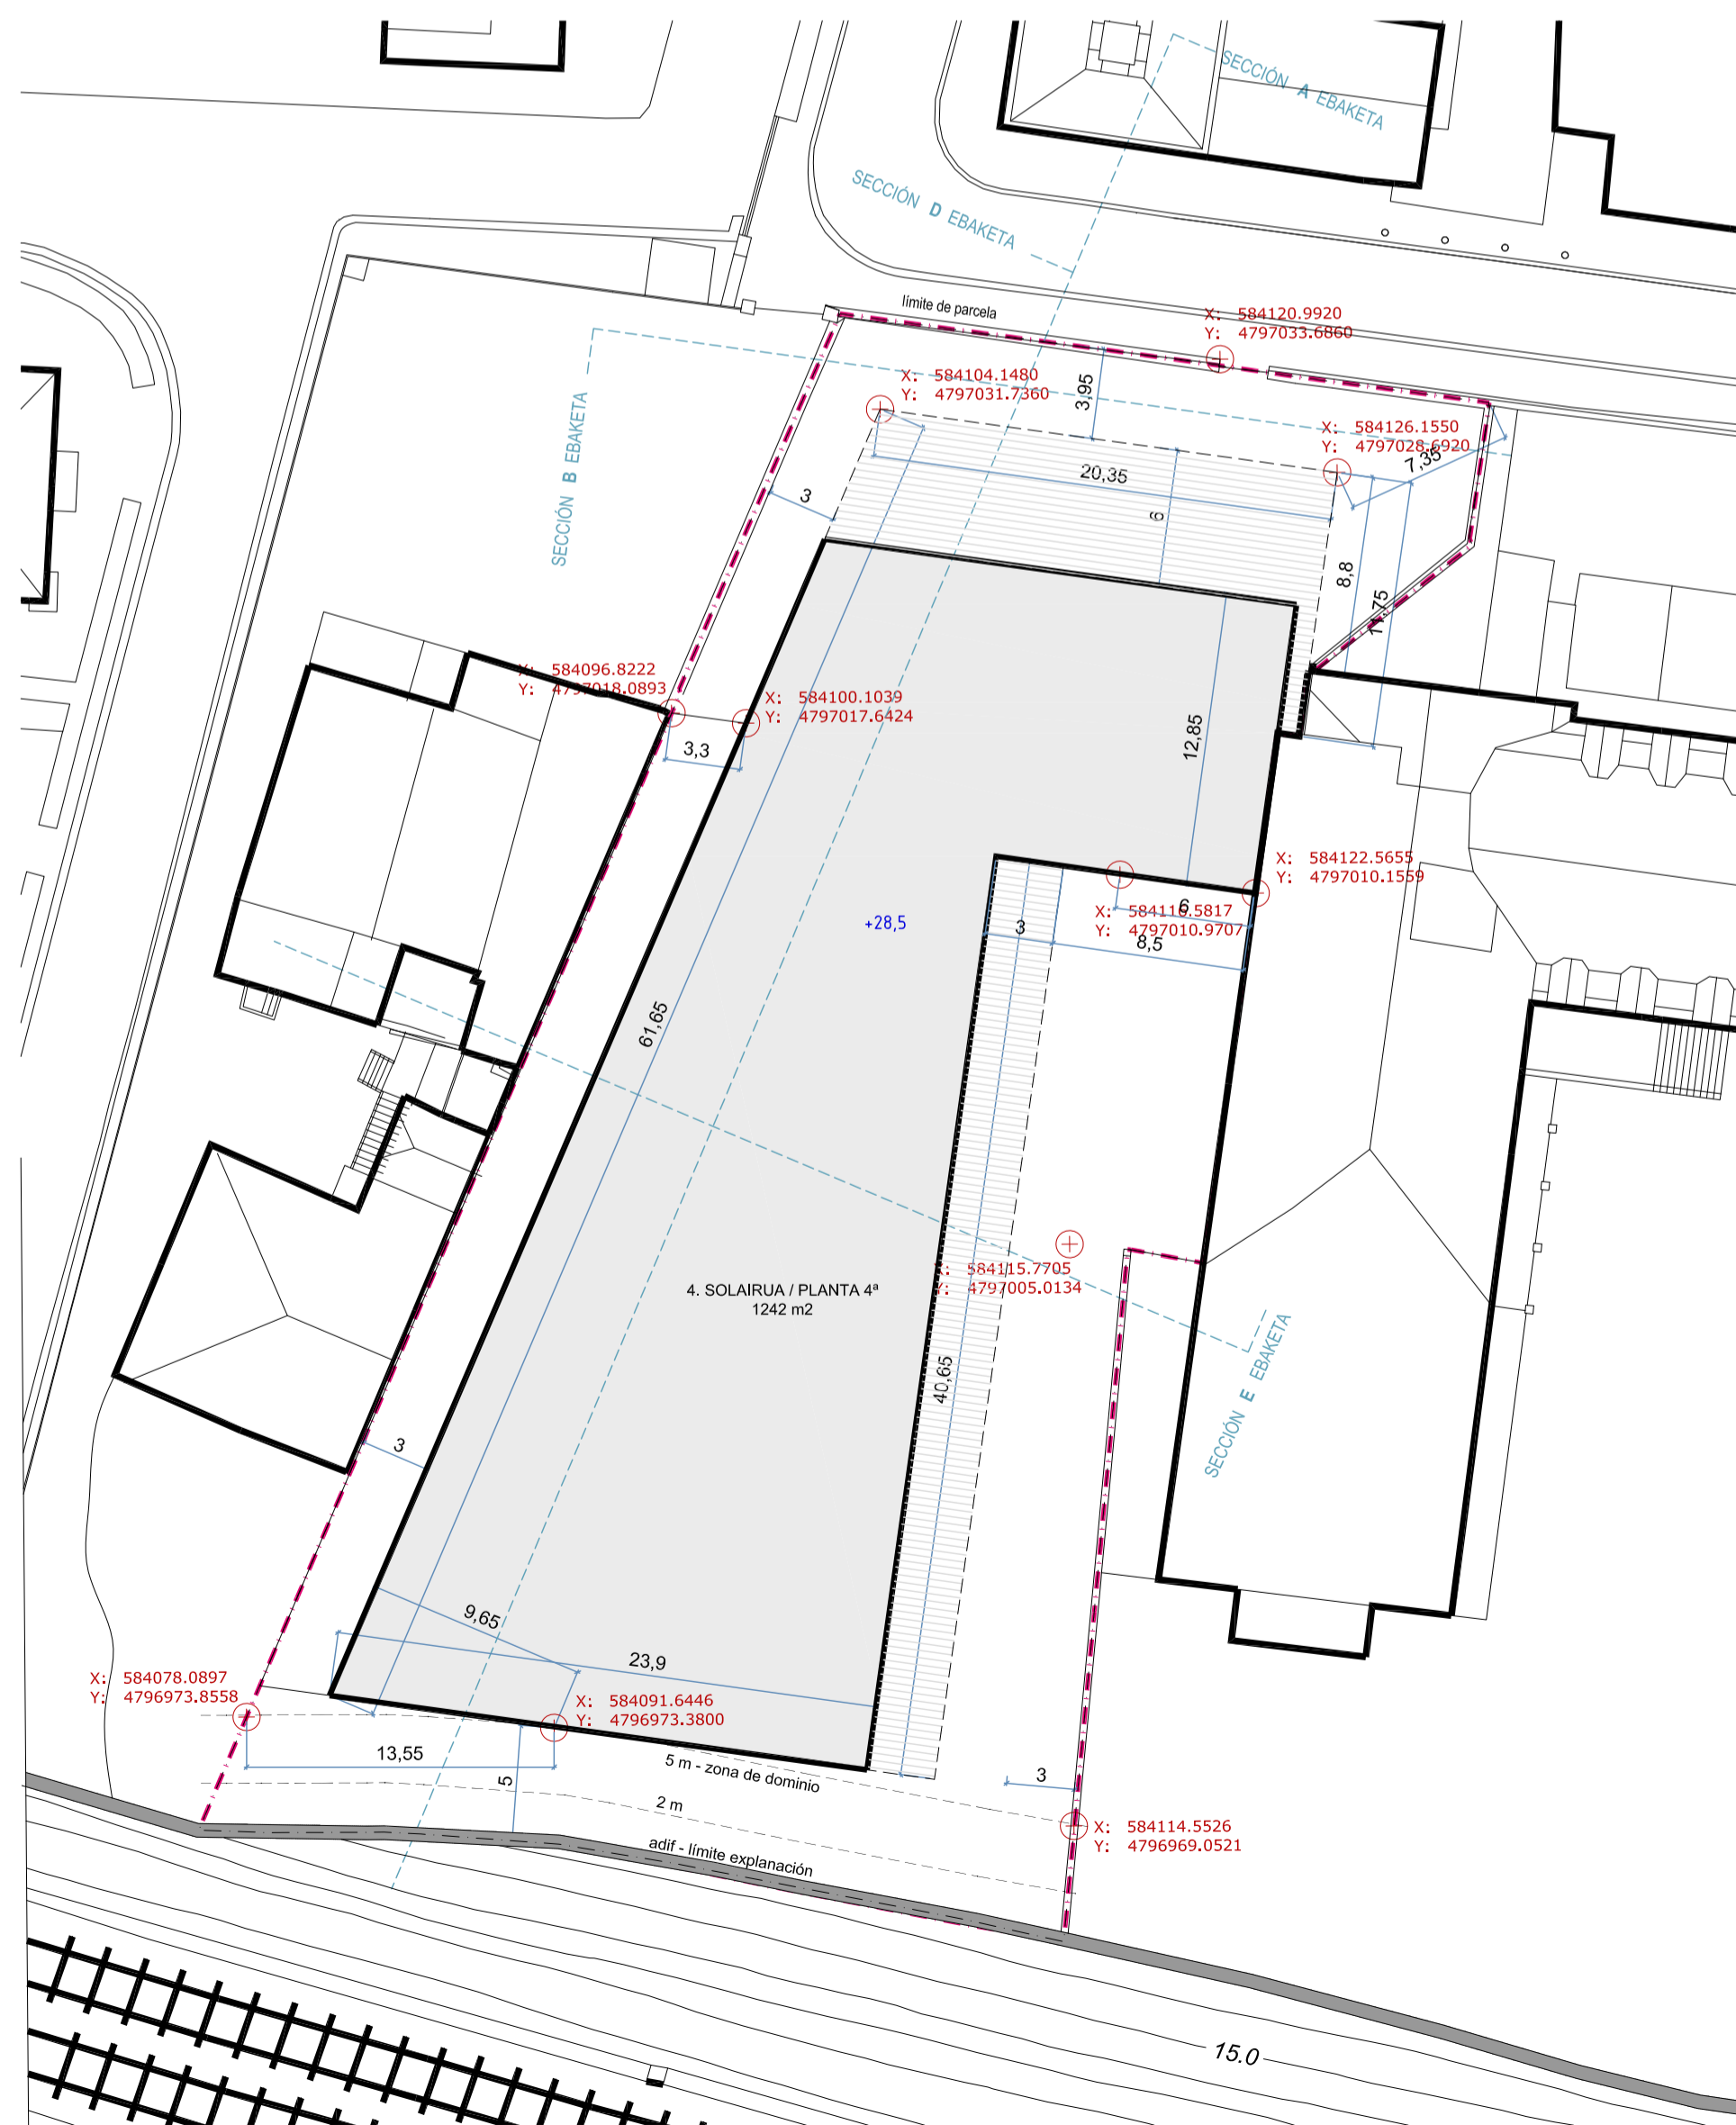 SECCIÓN A EBAKETA
SECCIÓN D EBAKETA
límite de parcela
X: 584120.9920
Y: 4797033.6860
X: 584104.1480
Y: 4797031.7360
3,95
SECCIÓN B EBAKETA
X: 584126.1550
Y: 4797028.6920
7,35
20,35
3
6
8,8
11,75
X: 584096.8222
Y: 4797018.0893
X: 584100.1039
Y: 4797017.6424
3,3
12,85
X: 584122.5655
Y: 4797010.1559
6
X: 584116.5817
Y: 4797010.9707
+28,5
3
8,5
61,65
X: 584115.7705
Y: 4797005.0134
4. SOLAIRUA / PLANTA 4ª
1242 m2
40,65
SECCIÓN E EBAKETA
3
9,65
23,9
X: 584078.0897
Y: 4796973.8558
X: 584091.6446
Y: 4796973.3800
13,55
5
5 m - zona de dominio
3
2 m
X: 584114.5526
Y: 4796969.0521
adif - límite explanación
15.0